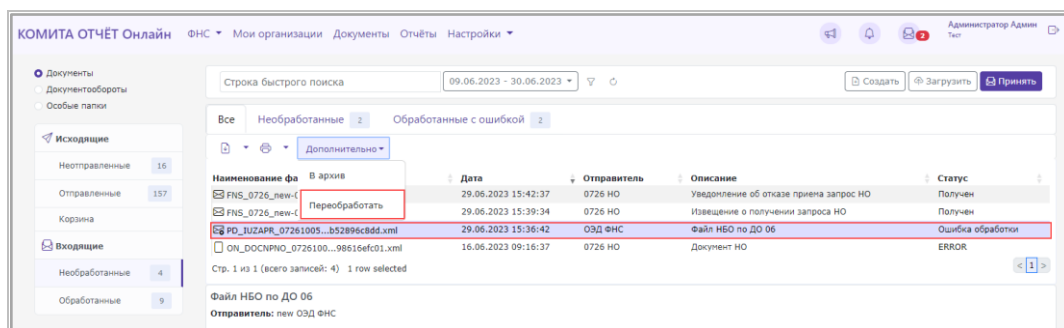 КОМИТА ОТЧЁТ Онлайн ФНС Мои организации Документы Отчёты Настройки 2 Администратор Админ
Тест
Документы
Документообороты
Особые папки
Исходящие
Неотправленные 16
Отправленные 157
Корзина
Входящие
Необработанные 4
Обработанные 9
Строка быстрого поиска 09.06.2023 - 30.06.2023 Создать Загрузить Принять
Все Необработанные 2 Обработанные с ошибкой 2
Дополнительно
В архив
Переобработать
Наименование фа Дата Отправитель Описание Статус
FNS_0726_new-0 29.06.2023 15:42:37 0726 НО Уведомление об отказе приема запрос НО Получен
FNS_0726_new-0 29.06.2023 15:39:34 0726 НО Извещение о получении запроса НО Получен
PD_IUZAPR_07261005...b52896c8dd.xml 29.06.2023 15:36:42 ОЭД ФНС Файл НБО по ДО 06 Ошибка обработки
ON_DOCNPNO_0726100...98616efc01.xml 16.06.2023 09:16:37 0726 НО Документ НО ERROR
Стр. 1 из 1 (всего записей: 4) 1 row selected < 1 >
Файл НБО по ДО 06
Отправитель: new ОЭД ФНС